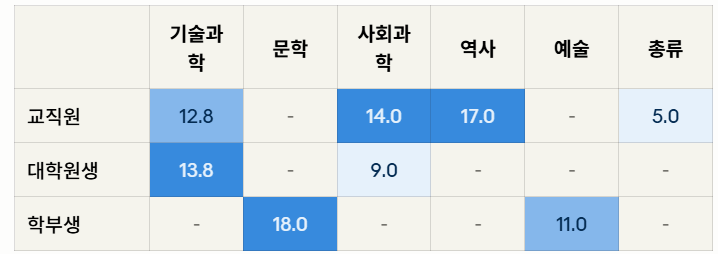 기술과학 문학 사회과학 역사 예술 총류
교직원 12.8 - 14.0 17.0 - 5.0
대학원생 13.8 - 9.0 - - -
학부생 - 18.0 - - 11.0 -